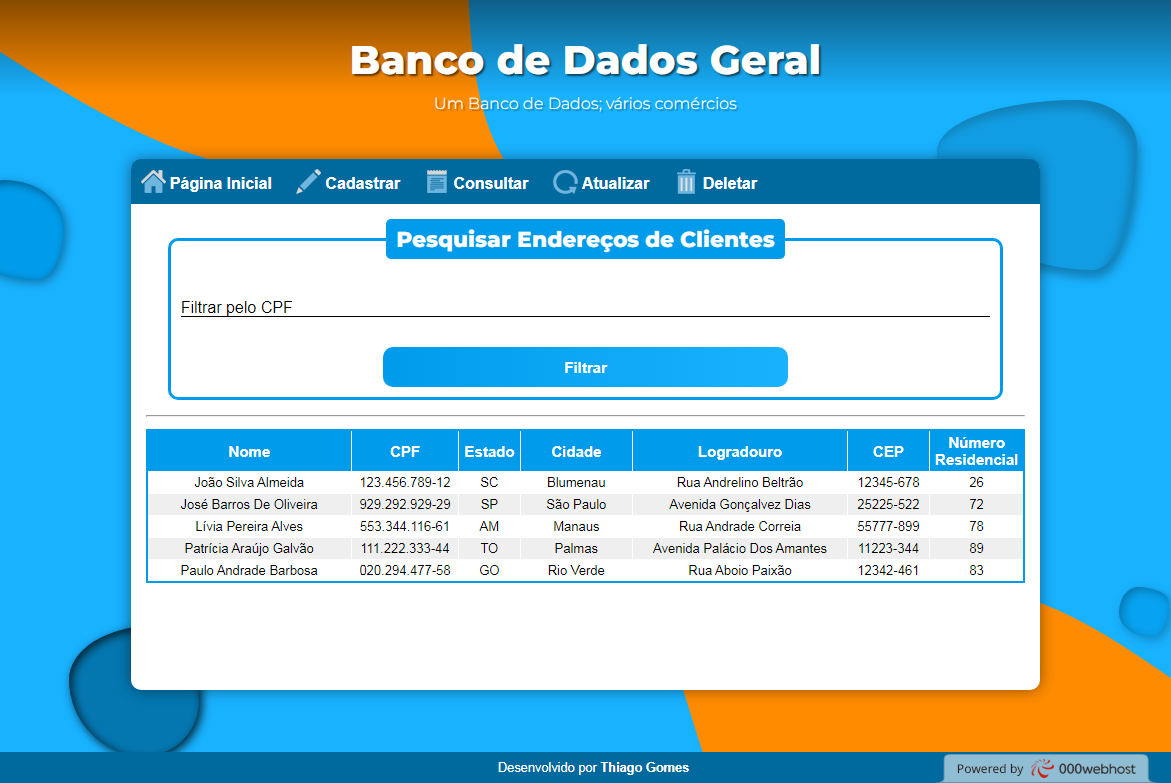 Banco de Dados Geral
Um Banco de Dados; vários comércios
Página Inicial Cadastrar Consultar Atualizar Deletar
Pesquisar Endereços de Clientes
Filtrar pelo CPF
Filtrar
Nome CPF Estado Cidade Logradouro CEP Número Residencial
João Silva Almeida 123.456.789-12 SC Blumenau Rua Andrelino Beltrão 12345-678 26
José Barros De Oliveira 929.292.929-29 SP São Paulo Avenida Gonçalvez Dias 25225-522 72
Lívia Pereira Alves 553.344.116-61 AM Manaus Rua Andrade Correia 55777-899 78
Patrícia Araújo Galvão 111.222.333-44 TO Palmas Avenida Palácio Dos Amantes 11223-344 89
Paulo Andrade Barbosa 020.294.477-58 GO Rio Verde Rua Aboio Paixão 12342-461 83
Desenvolvido por Thiago Gomes
Powered by 000webhost